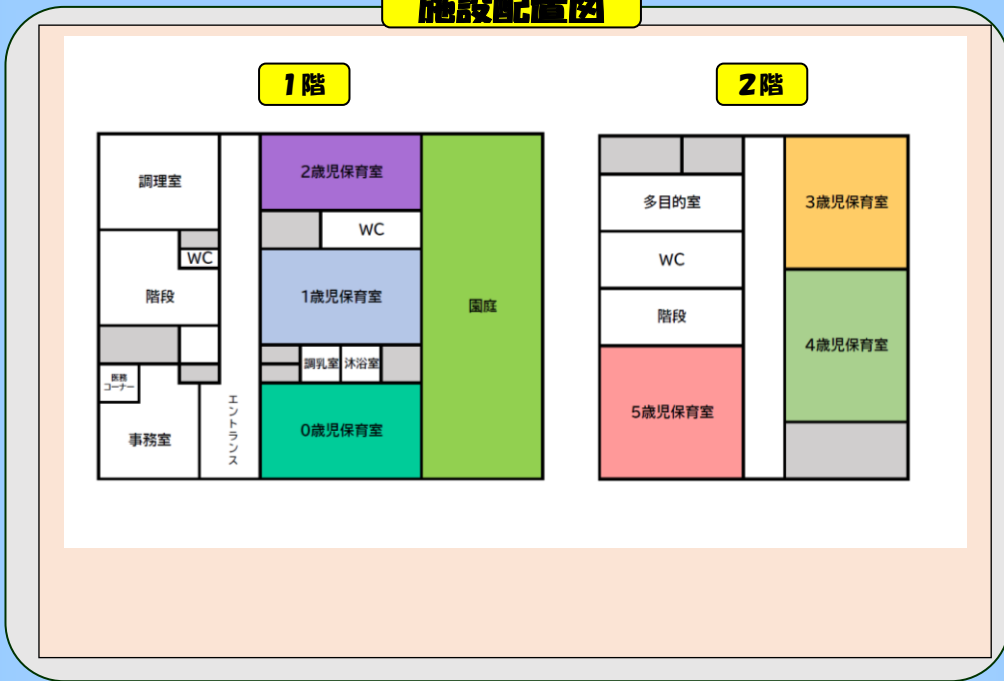 施設配置図
1階
2階
調理室
WC
階段
医務
コーナー
事務室
エントランス
2歳児保育室
WC
1歳児保育室
調乳室
沐浴室
0歳児保育室
園庭
多目的室
WC
階段
5歳児保育室
3歳児保育室
4歳児保育室